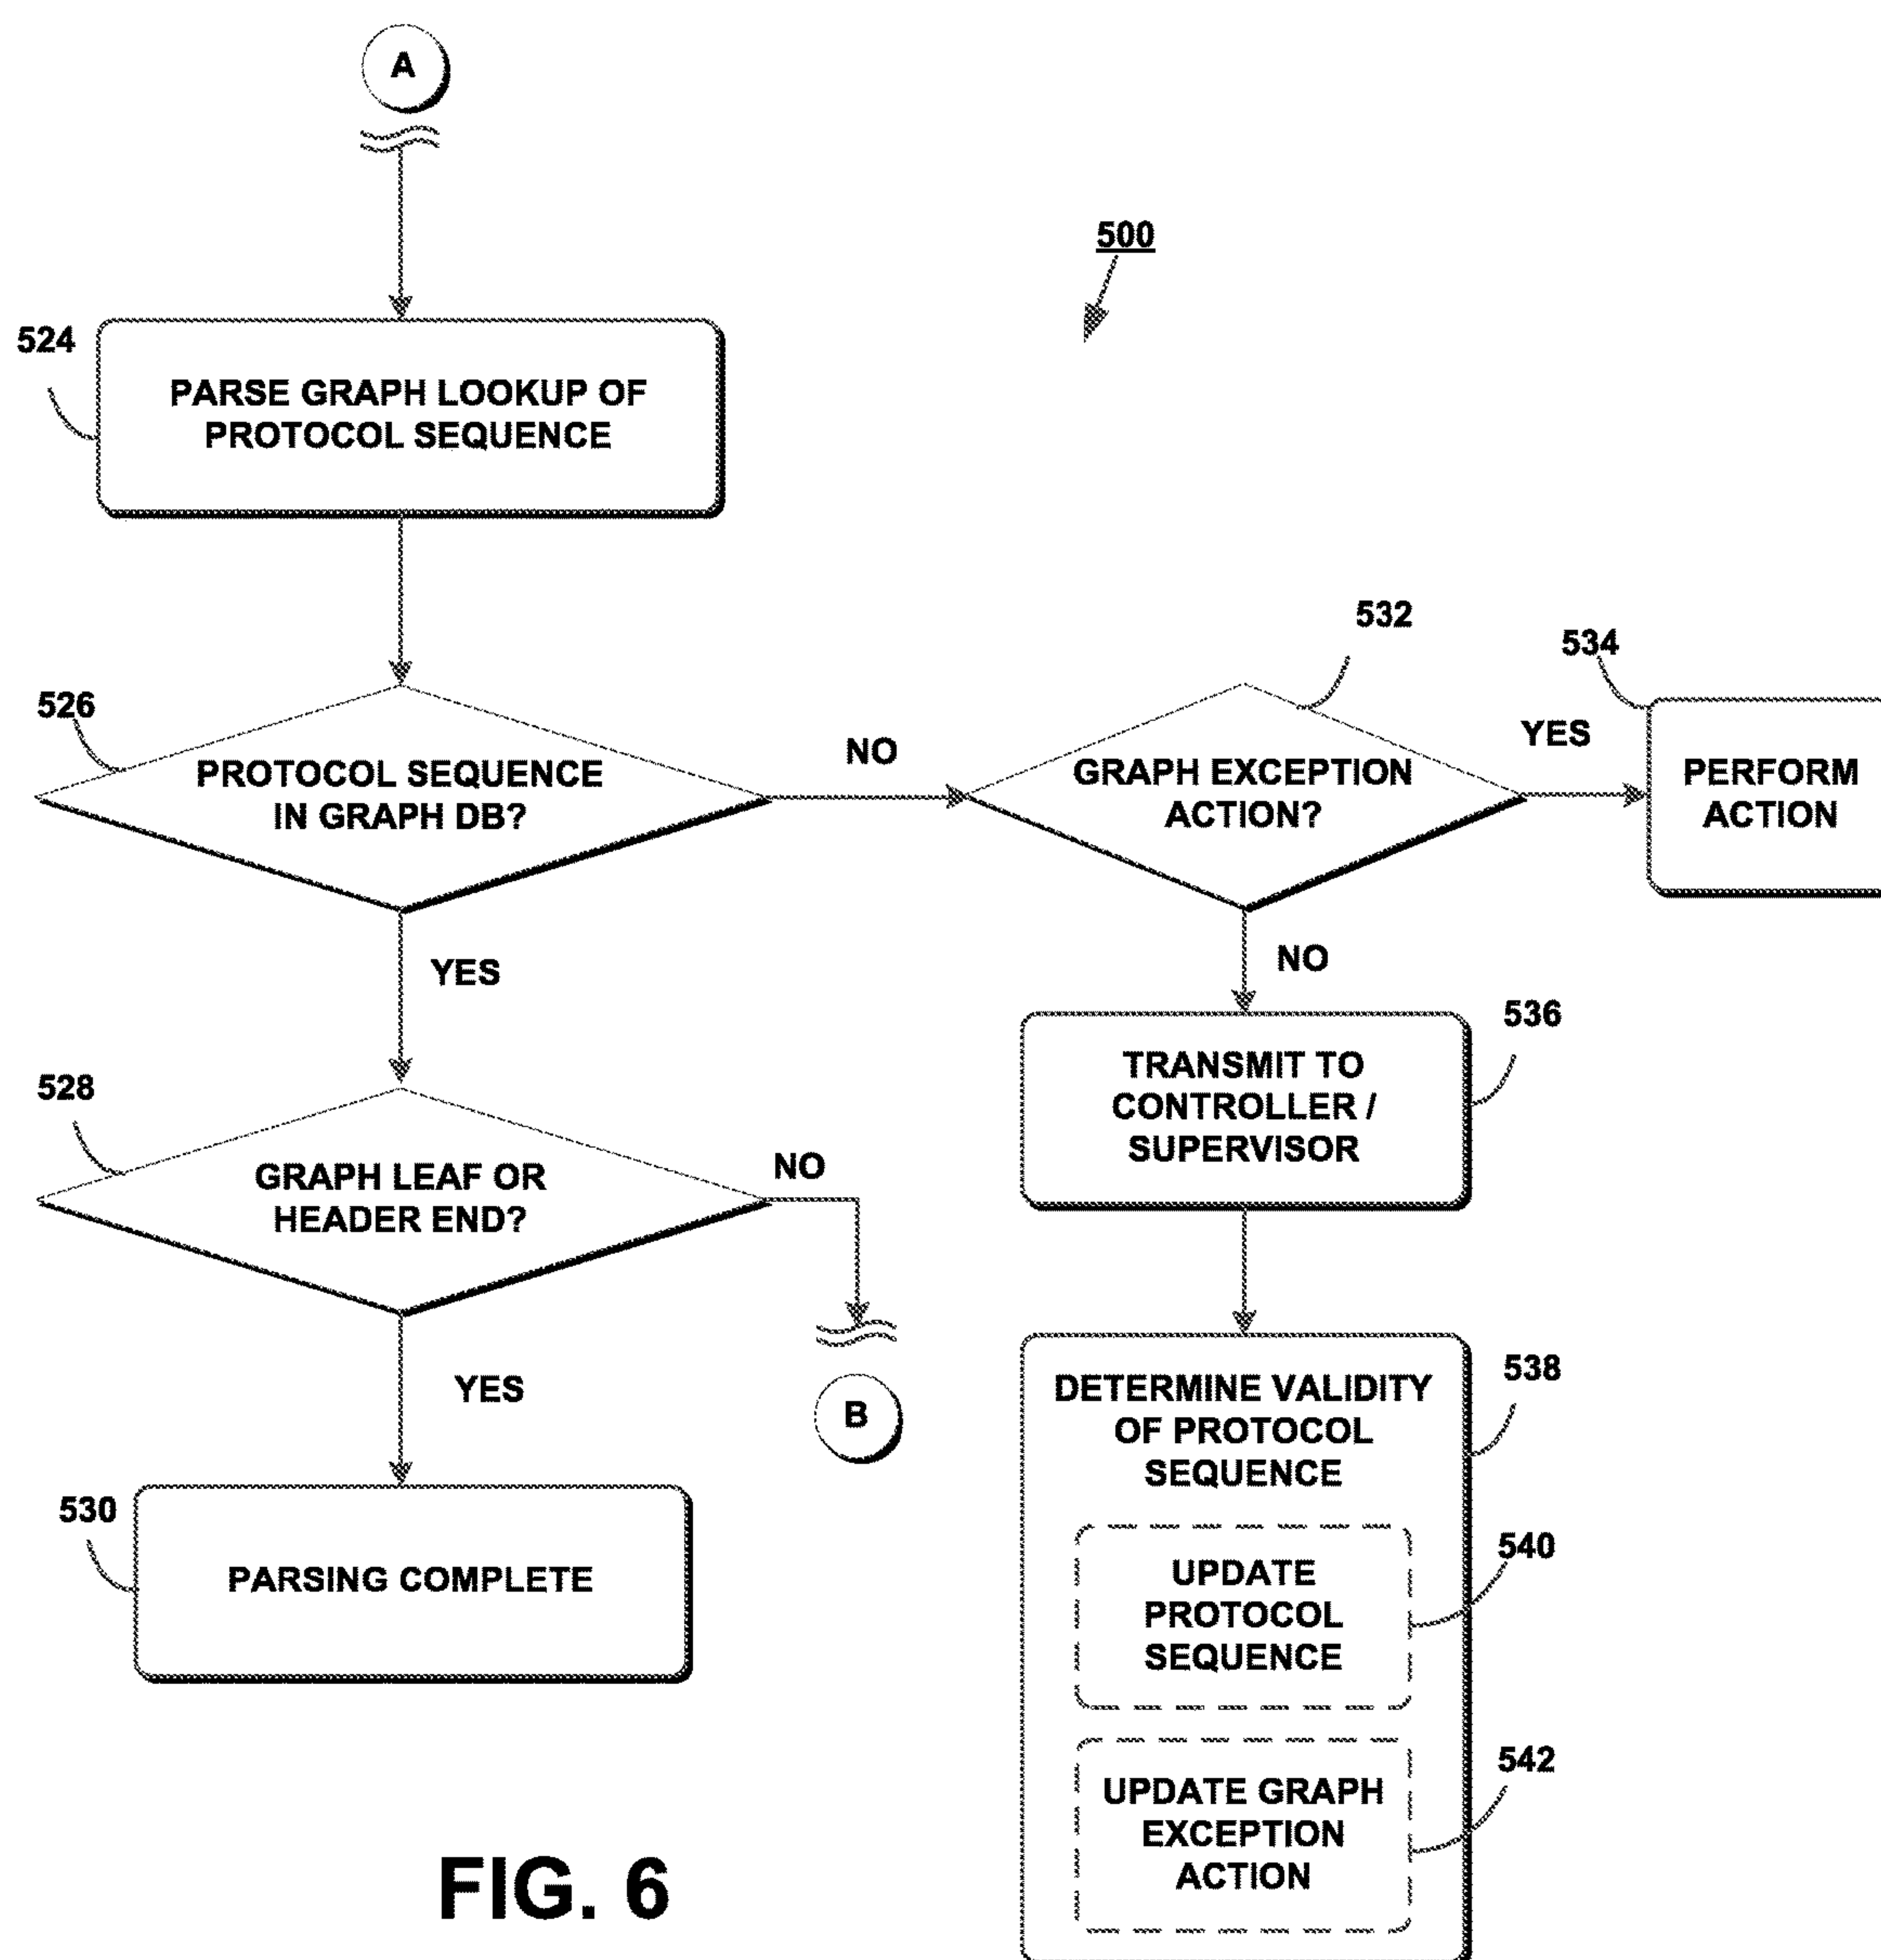 A
500
524
PARSE GRAPH LOOKUP OF
PROTOCOL SEQUENCE
526
PROTOCOL SEQUENCE
IN GRAPH DB?
NO
532
GRAPH EXCEPTION
ACTION?
YES
534
PERFORM
ACTION
YES
NO
528
GRAPH LEAF OR
HEADER END?
NO
B
YES
530
PARSING COMPLETE
536
TRANSMIT TO
CONTROLLER /
SUPERVISOR
538
DETERMINE VALIDITY
OF PROTOCOL
SEQUENCE
540
UPDATE
PROTOCOL
SEQUENCE
542
UPDATE GRAPH
EXCEPTION
ACTION
FIG. 6